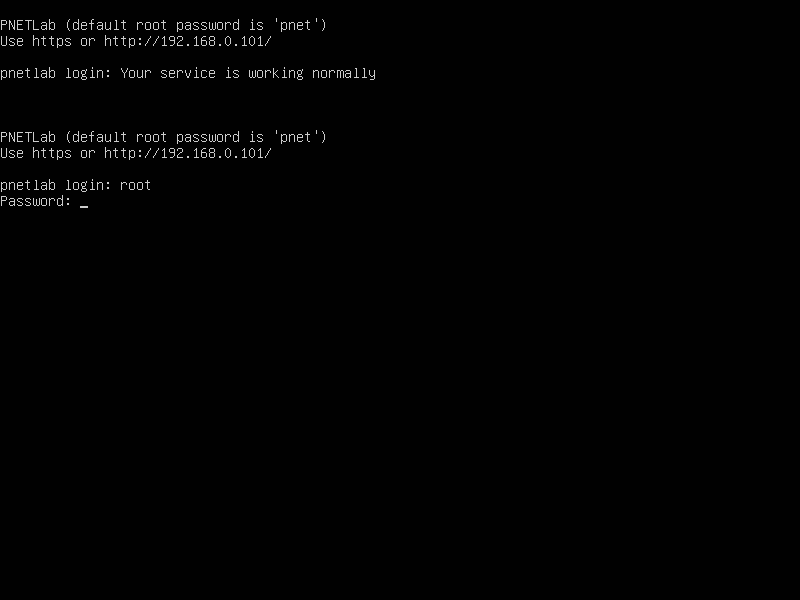 PNETLab (default root password is 'pnet')
Use https or http://192.168.0.101/
pnetlab login: Your service is working normally
PNETLab (default root password is 'pnet')
Use https or http://192.168.0.101/
pnetlab login: root
Password: _